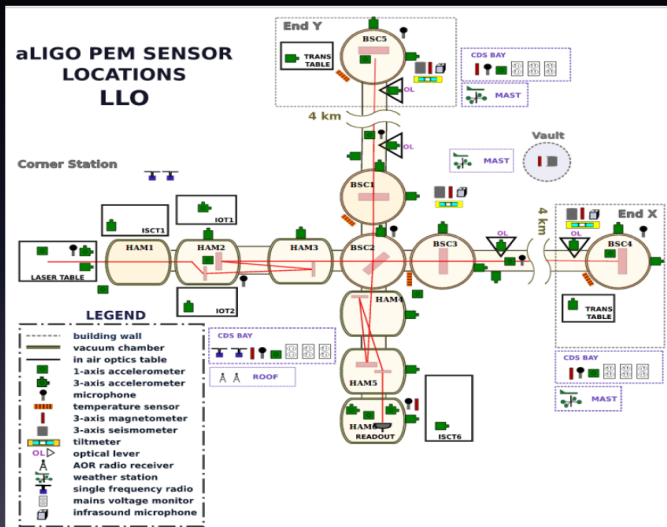 aLIGO PEM SENSOR
LOCATIONS
LLO
End Y
BSC5
TRANS
TABLE
CDS BAY
MAST
OL
4 km
OL
Corner Station
MAST
Vault
BSC1
ISCT1
IOT1
4 km
End X
LASER TABLE
HAM1
HAM2
HAM3
BSC2
BSC3
OL
OL
BSC4
IOT2
HAM4
TRANS
TABLE
CDS BAY
ROOF
HAM5
CDS BAY
MAST
HAM6
READOUT
ISCT6
LEGEND
building wall
vacuum chamber
in air optics table
1-axis accelerometer
3-axis accelerometer
microphone
temperature sensor
3-axis magnetometer
3-axis seismometer
tiltmeter
OL optical lever
AOR radio receiver
weather station
single frequency radio
mains voltage monitor
infrasound microphone